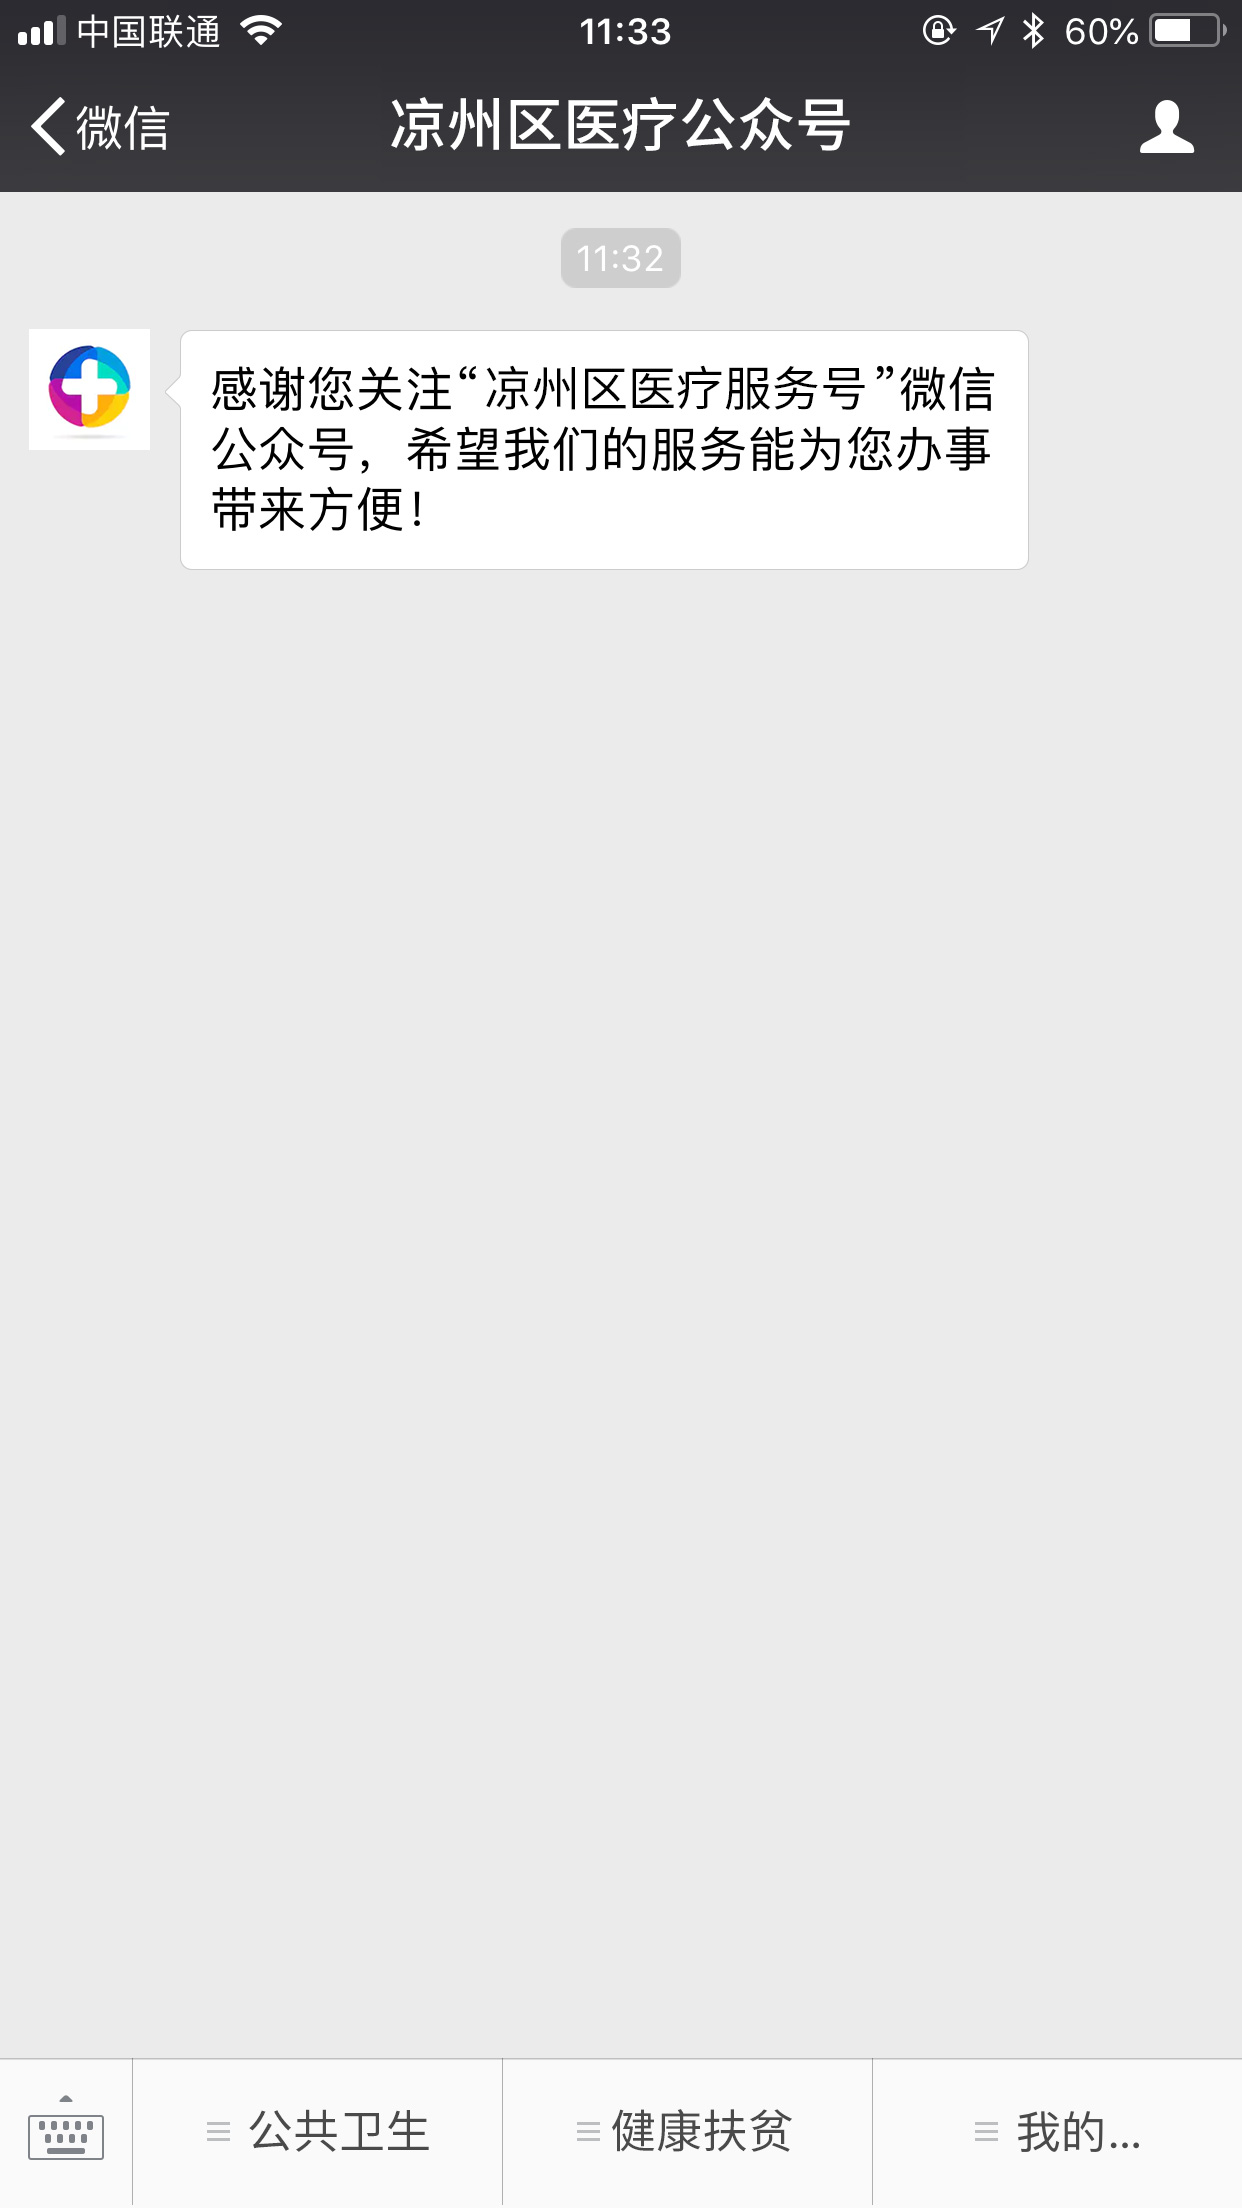 中国联通 11:33 60%
微信 凉州区医疗公众号
11:32
感谢您关注“凉州区医疗服务号”微信
公众号，希望我们的服务能为您办事
带来方便！
公共卫生 健康扶贫 我的...